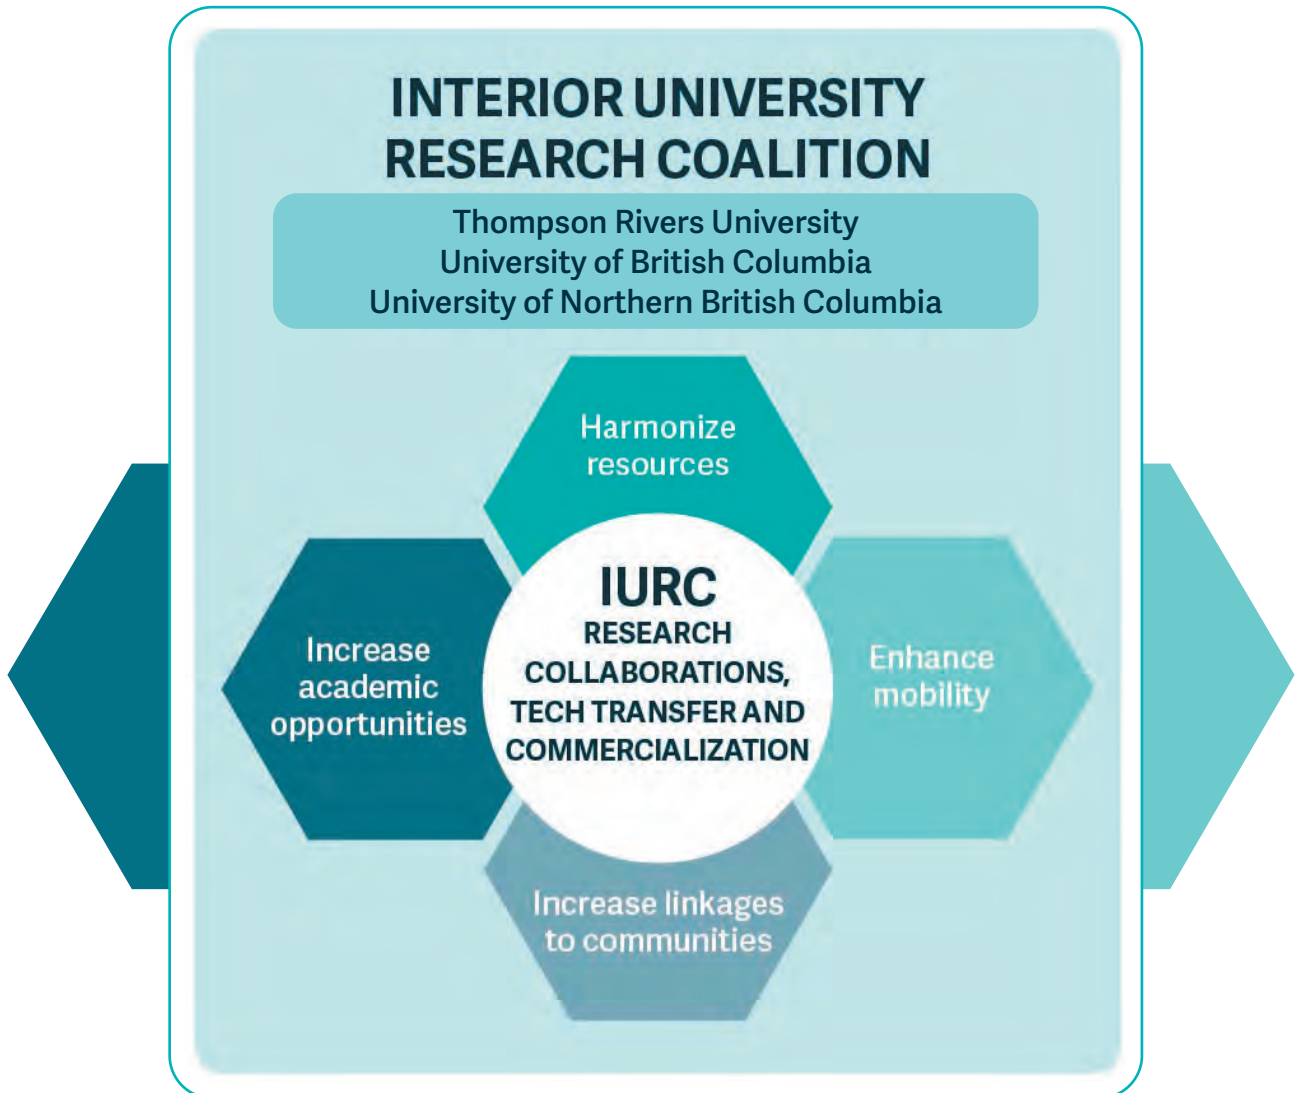 INTERIOR UNIVERSITY
RESEARCH COALITION
Thompson Rivers University
University of British Columbia
University of Northern British Columbia
Harmonize
resources
Increase
academic
opportunities
IURC
RESEARCH
COLLABORATIONS,
TECH TRANSFER AND
COMMERCIALIZATION
Enhance
mobility
Increase linkages
to communities